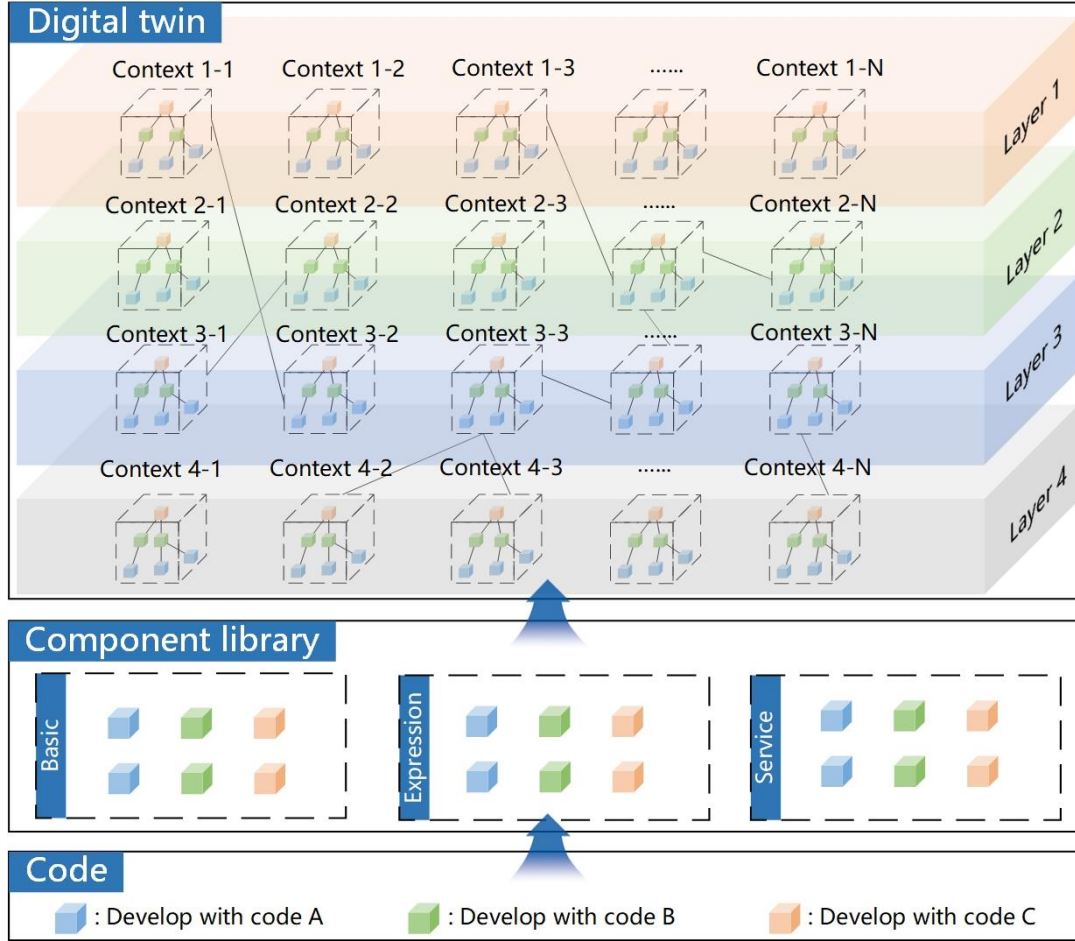 Digital twin
Context 1-1 Context 1-2 Context 1-3 ...... Context 1-N
Layer 1
Context 2-1 Context 2-2 Context 2-3 ...... Context 2-N
Layer 2
Context 3-1 Context 3-2 Context 3-3 ...... Context 3-N
Layer 3
Context 4-1 Context 4-2 Context 4-3 ...... Context 4-N
Layer 4
Component library
Basic
Expression
Service
Code
: Develop with code A : Develop with code B : Develop with code C